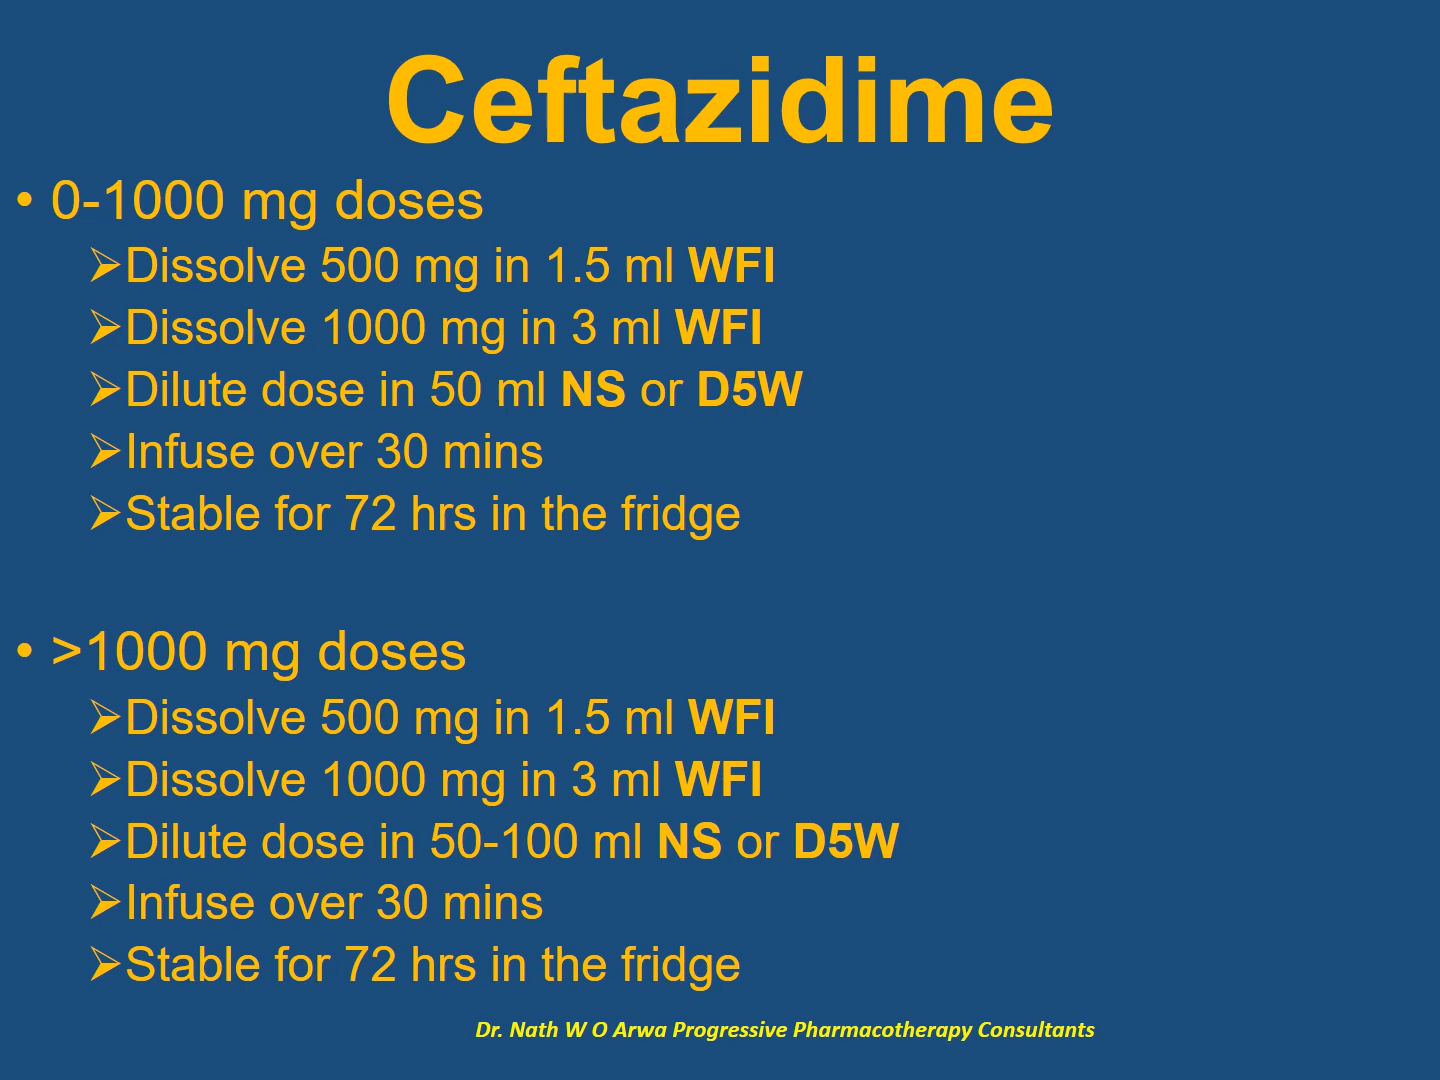 Ceftazidime
• 0-1000 mg doses
➢Dissolve 500 mg in 1.5 ml WFI
➢Dissolve 1000 mg in 3 ml WFI
➢Dilute dose in 50 ml NS or D5W
➢Infuse over 30 mins
➢Stable for 72 hrs in the fridge
• >1000 mg doses
➢Dissolve 500 mg in 1.5 ml WFI
➢Dissolve 1000 mg in 3 ml WFI
➢Dilute dose in 50-100 ml NS or D5W
➢Infuse over 30 mins
➢Stable for 72 hrs in the fridge
Dr. Nath W O Arwa Progressive Pharmacotherapy Consultants